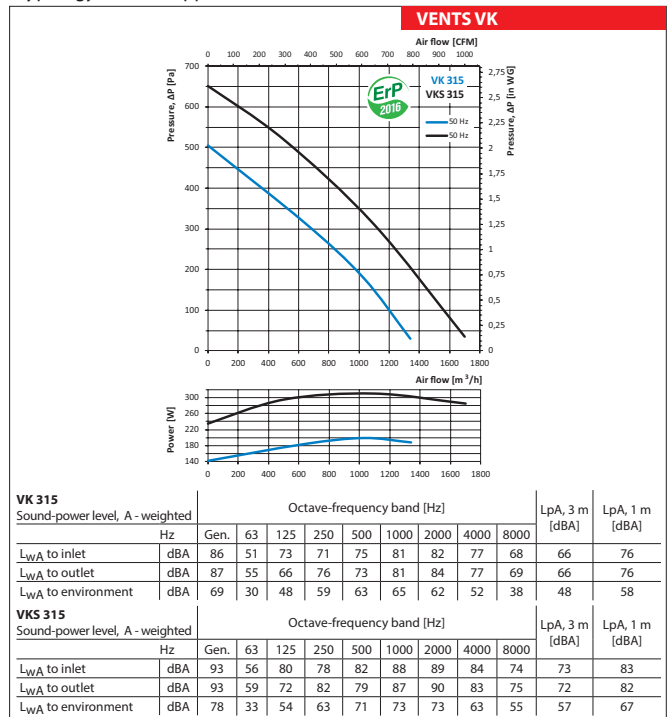 VENTS VK
Air flow [CFM]
0 100 200 300 400 500 600 700 800 900 1000
Pressure, ΔP [Pa]
700
600
500
400
300
200
100
0
ErP
2016
VK 315
VKS 315
50 Hz
50 Hz
Pressure, ΔP [in WG]
2,75
2,5
2,25
2
1,75
1,5
1,25
1
0,75
0,5
0,25
0
0 200 400 600 800 1000 1200 1400 1600 1800
Air flow [m³/h]
Power [W]
300
260
220
180
140
0 200 400 600 800 1000 1200 1400 1600 1800
VK 315
Sound-power level, A - weighted Octave-frequency band [Hz] LpA, 3 m [dBA] LpA, 1 m [dBA]
Hz Gen. 63 125 250 500 1000 2000 4000 8000
LwA to inlet dBA 86 51 73 71 75 81 82 77 68 66 76
LwA to outlet dBA 87 55 66 76 73 81 84 77 69 66 76
LwA to environment dBA 69 30 48 59 63 65 62 52 38 48 58
VKS 315
Sound-power level, A - weighted Octave-frequency band [Hz] LpA, 3 m [dBA] LpA, 1 m [dBA]
Hz Gen. 63 125 250 500 1000 2000 4000 8000
LwA to inlet dBA 93 56 80 78 82 88 89 84 74 73 83
LwA to outlet dBA 93 59 72 82 79 87 90 83 75 72 82
LwA to environment dBA 78 33 54 63 71 73 73 63 55 57 67